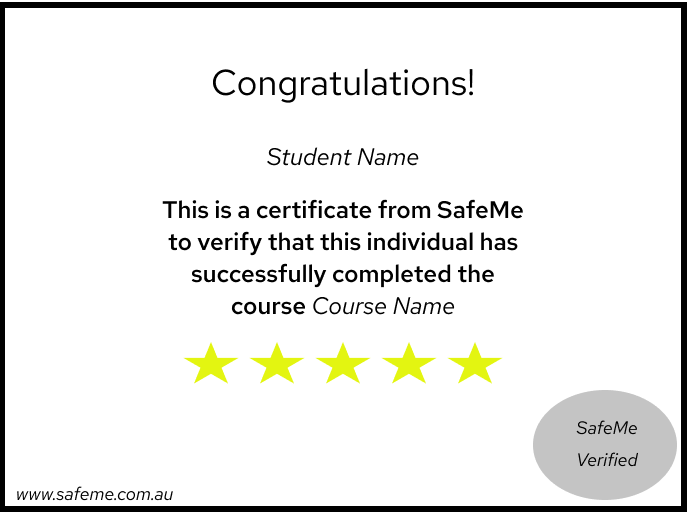 Congratulations!
Student Name
This is a certificate from SafeMe
to verify that this individual has
successfully completed the
course Course Name
SafeMe
Verified
www.safeme.com.au